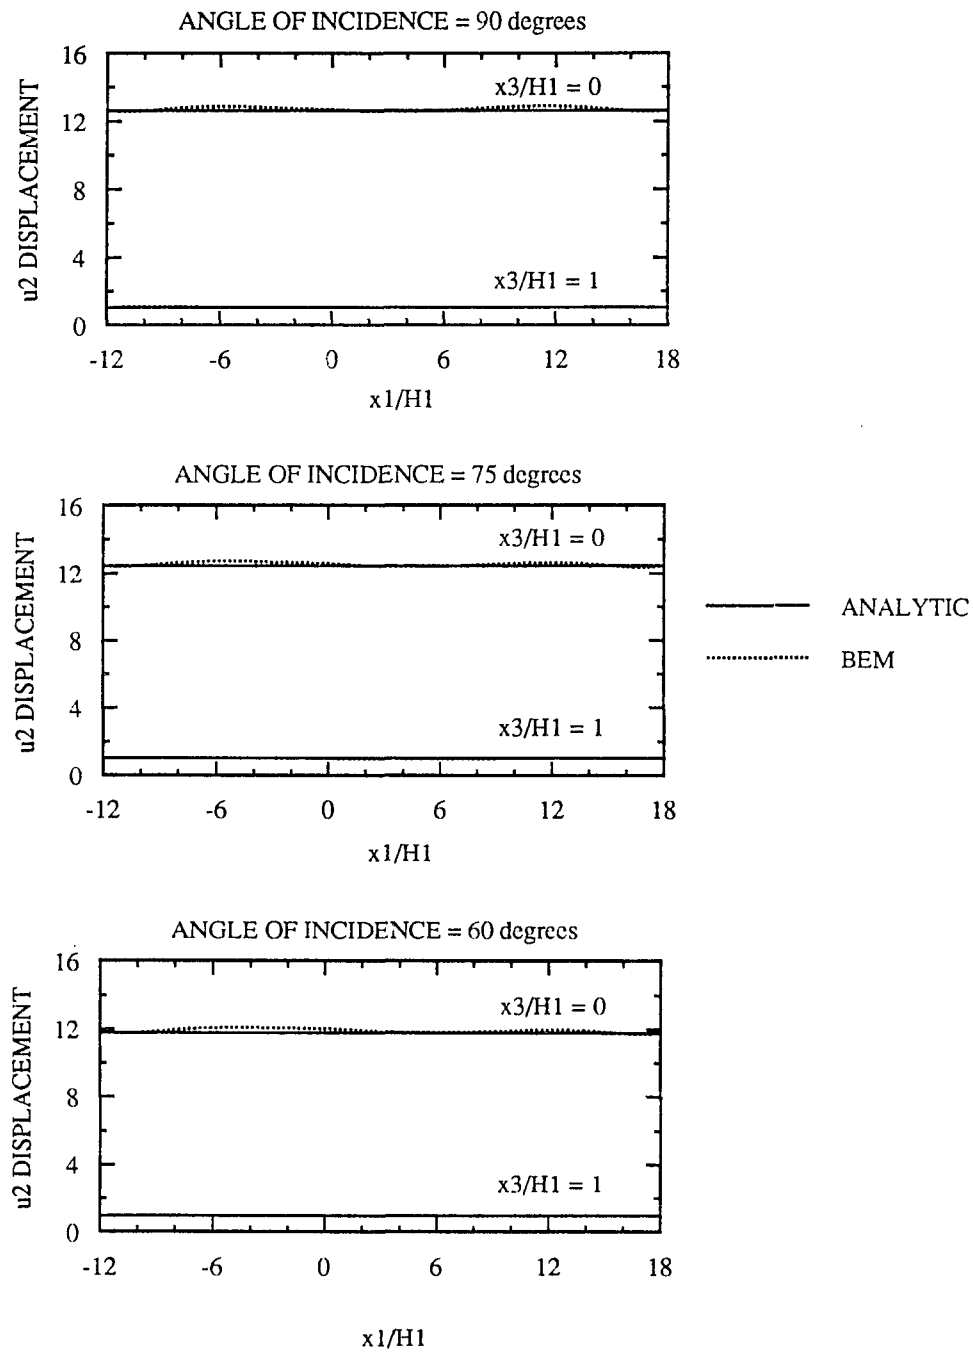 ANGLE OF INCIDENCE = 90 degrees
16
12
8
4
0
u2 DISPLACEMENT
x3/H1 = 0
x3/H1 = 1
-12 -6 0 6 12 18
x1/H1
ANGLE OF INCIDENCE = 75 degrees
16
12
8
4
0
u2 DISPLACEMENT
x3/H1 = 0
x3/H1 = 1
-12 -6 0 6 12 18
x1/H1
ANALYTIC
BEM
ANGLE OF INCIDENCE = 60 degrees
16
12
8
4
0
u2 DISPLACEMENT
x3/H1 = 0
x3/H1 = 1
-12 -6 0 6 12 18
x1/H1